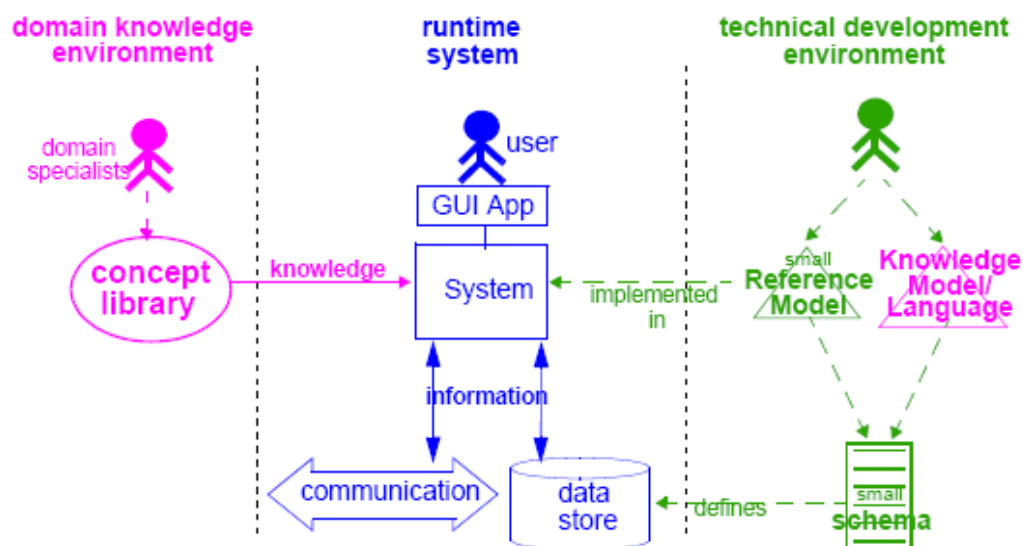 domain knowledge
environment
runtime
system
technical development
environment
domain
specialists
user
GUI App
concept
library
knowledge
System
implemented
in
small
Reference
Model
Knowledge
Model/
Language
information
communication
data
store
defines
small
schema